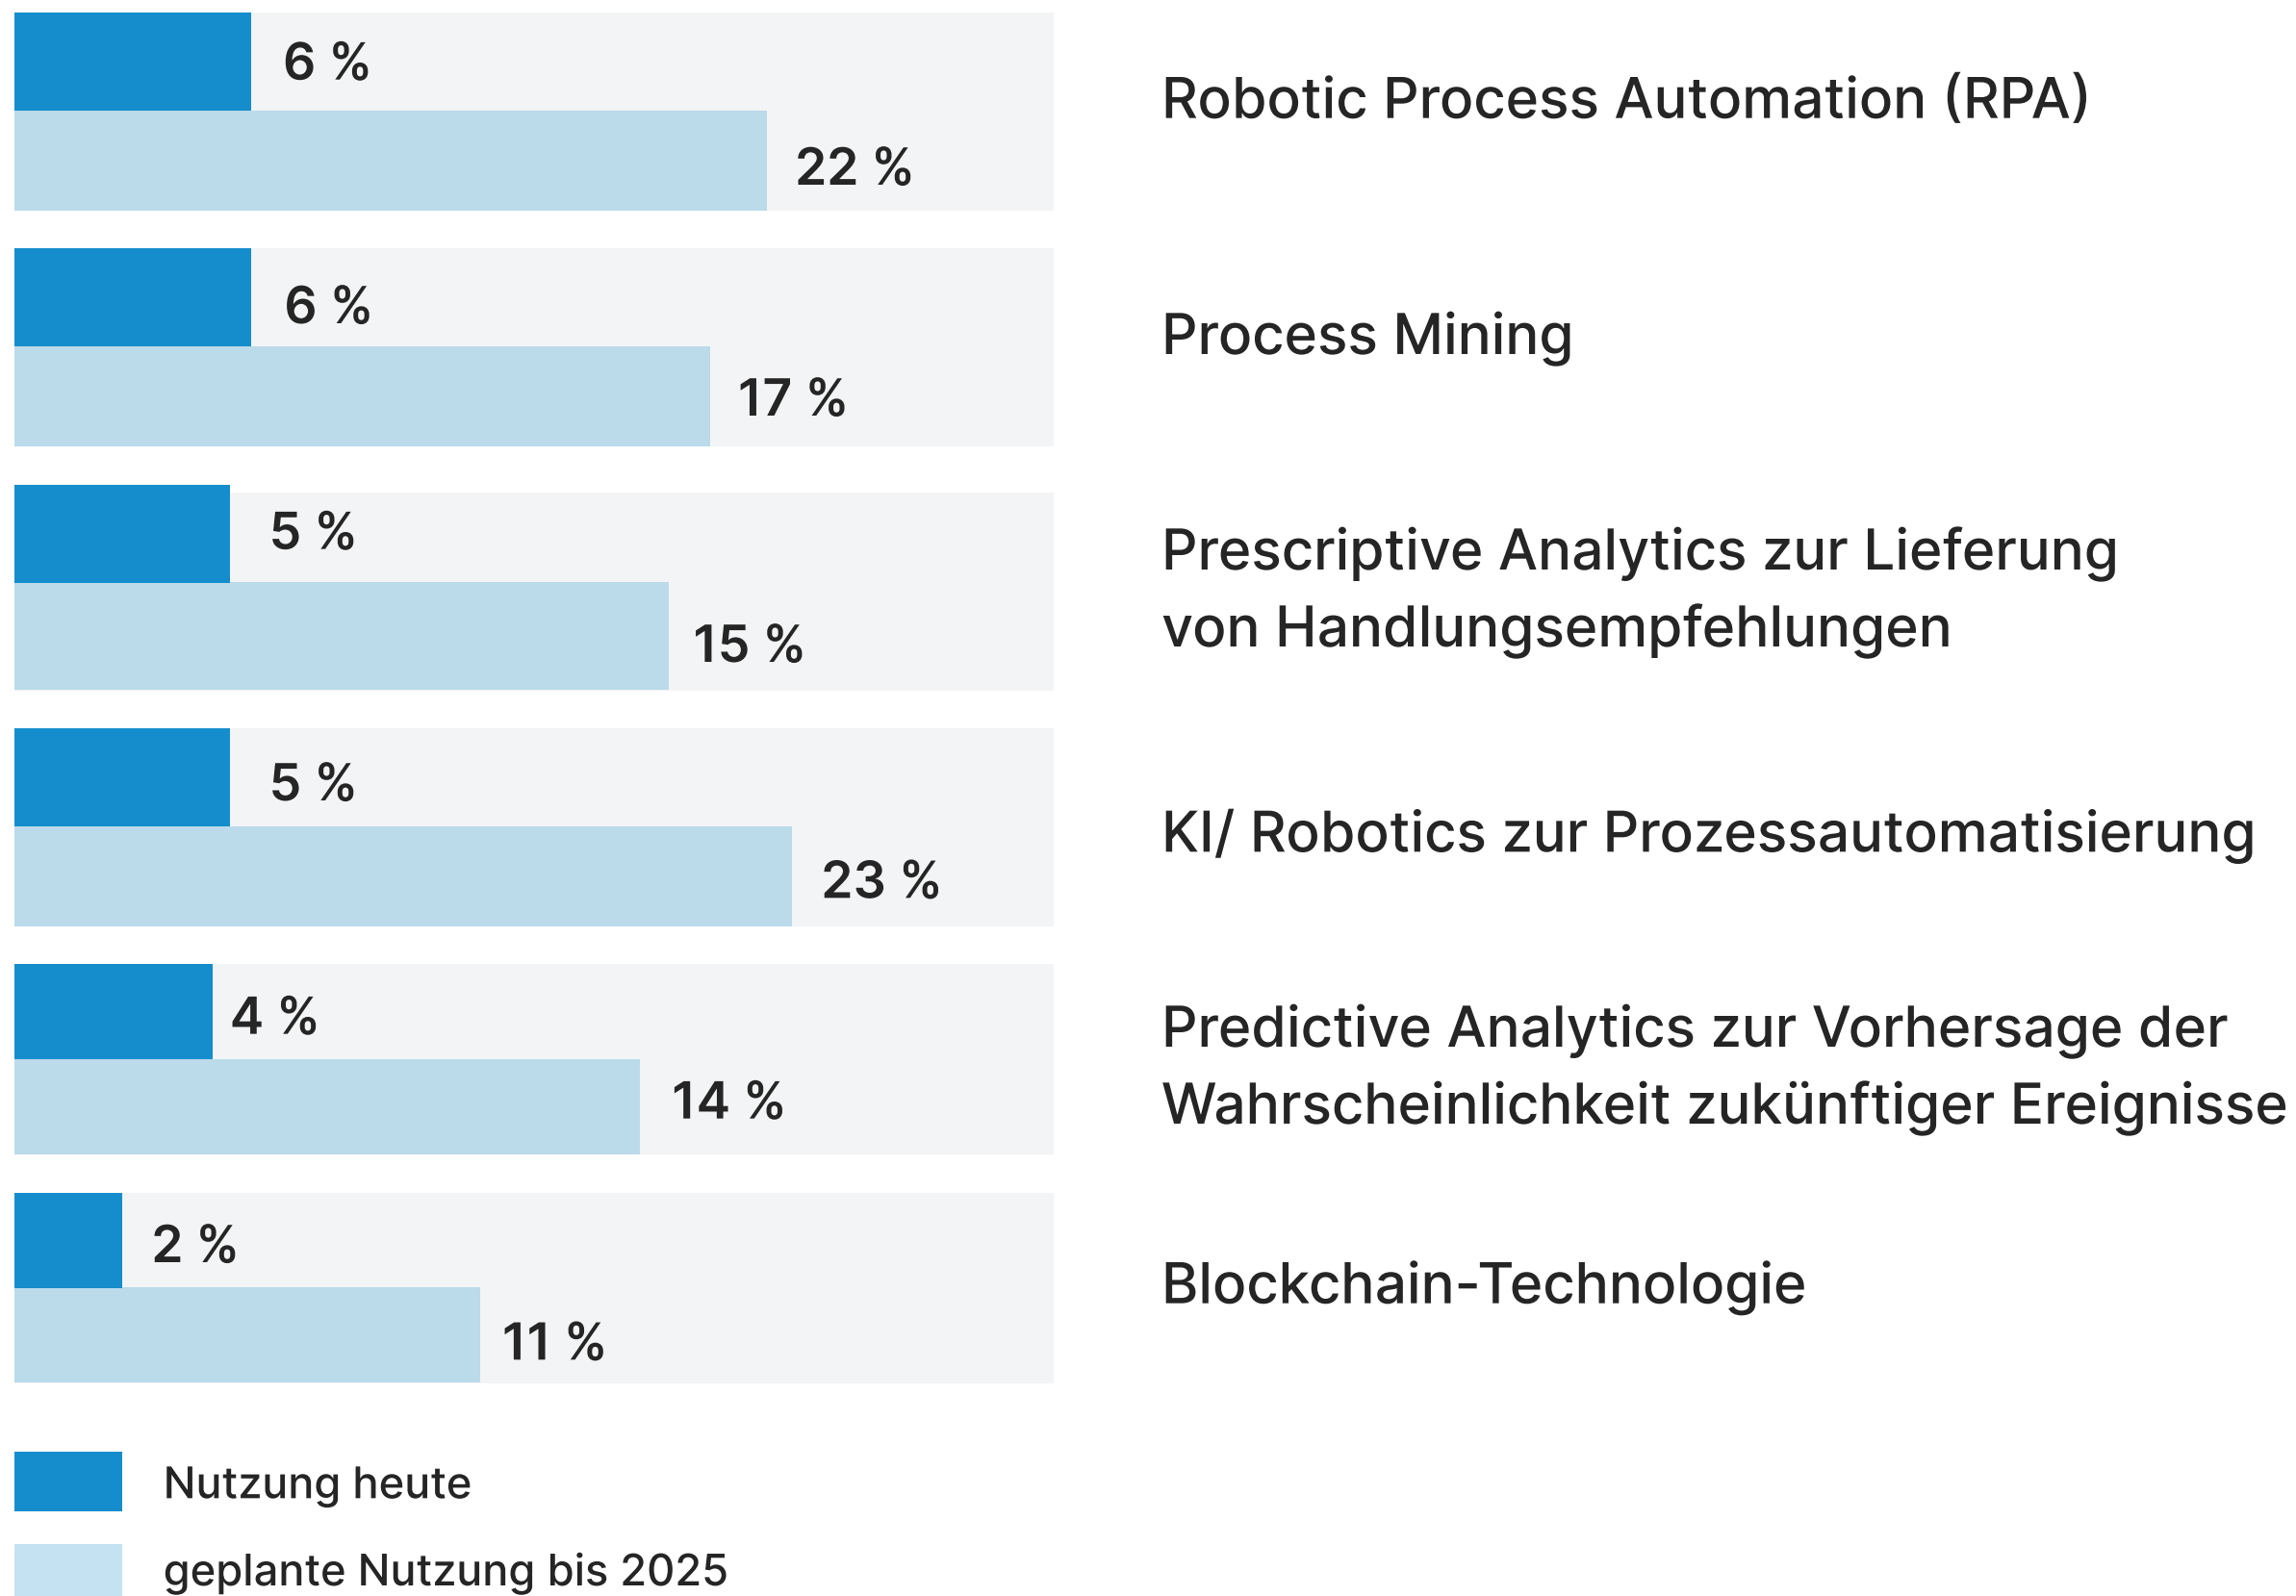 6 %
Robotic Process Automation (RPA)
22 %
6 %
Process Mining
17 %
5 %
Prescriptive Analytics zur Lieferung
von Handlungsempfehlungen
15 %
5 %
KI/ Robotics zur Prozessautomatisierung
23 %
4 %
Predictive Analytics zur Vorhersage der
Wahrscheinlichkeit zukünftiger Ereignisse
14 %
2 %
Blockchain-Technologie
11 %
Nutzung heute
geplante Nutzung bis 2025